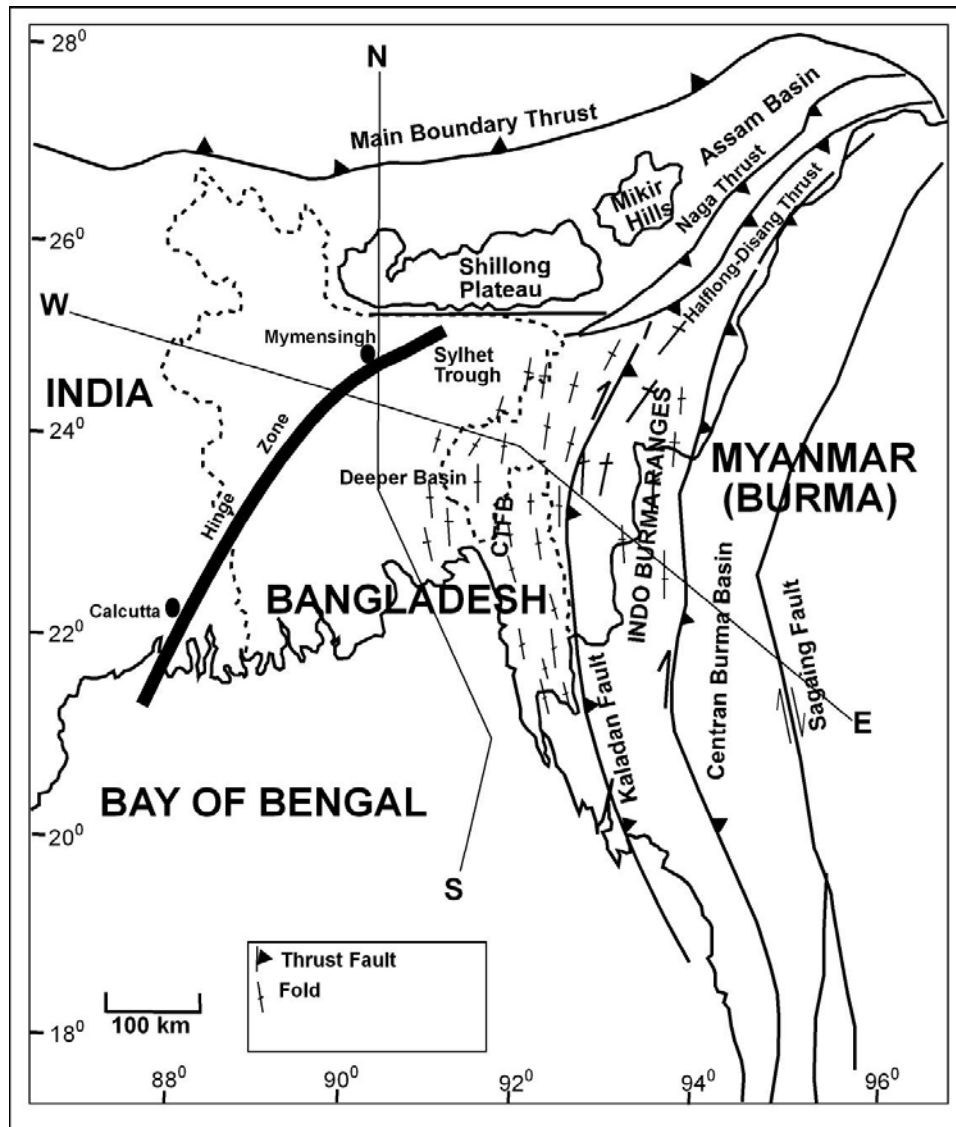 28⁰
N
Main Boundary Thrust
Assam Basin
Mikir
Hills
Naga Thrust
Halflong-Disang Thrust
26⁰
Shillong
Plateau
W
Mymensingh
Sylhet
Trough
INDIA
24⁰
Hinge Zone
Deeper Basin
CTFB
INDO BURMA RANGES
MYANMAR
(BURMA)
Calcutta
BANGLADESH
22⁰
Kaladan Fault
Centran Burma Basin
Sagaing Fault
E
BAY OF BENGAL
20⁰
S
Thrust Fault
Fold
100 km
18⁰
88⁰
90⁰
92⁰
94⁰
96⁰